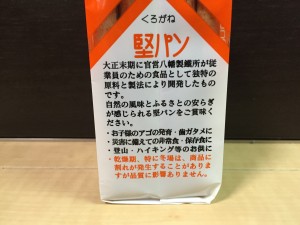 くろがね
堅パン
大正末期に官営八幡製鐵所が従
業員のための食品として独特の
原料と製法により開発したもの
です。
自然の風味とふるさとの安らぎ
が感じられる堅パンをご賞味く
ださい。
・お子様のアゴの発育・歯ガタメに
・災害に備えての非常食・保存食に
・登山・ハイキング等のお供に
・乾燥期、特に冬場は、商品に
割れが発生することがありま
すが品質に影響ありません。